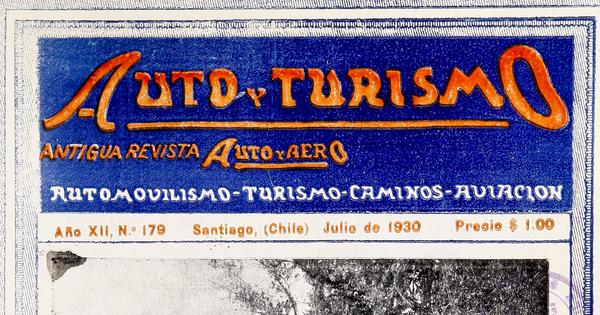 AUTO Y TURISMO
ANTIGUA REVISTA AUTO Y AERO
AUTOMOVILISMO-TURISMO-CAMINOS-AVIACION
Año XII, N.º 179 Santiago, (Chile) Julio de 1930 Precio $ 1.00